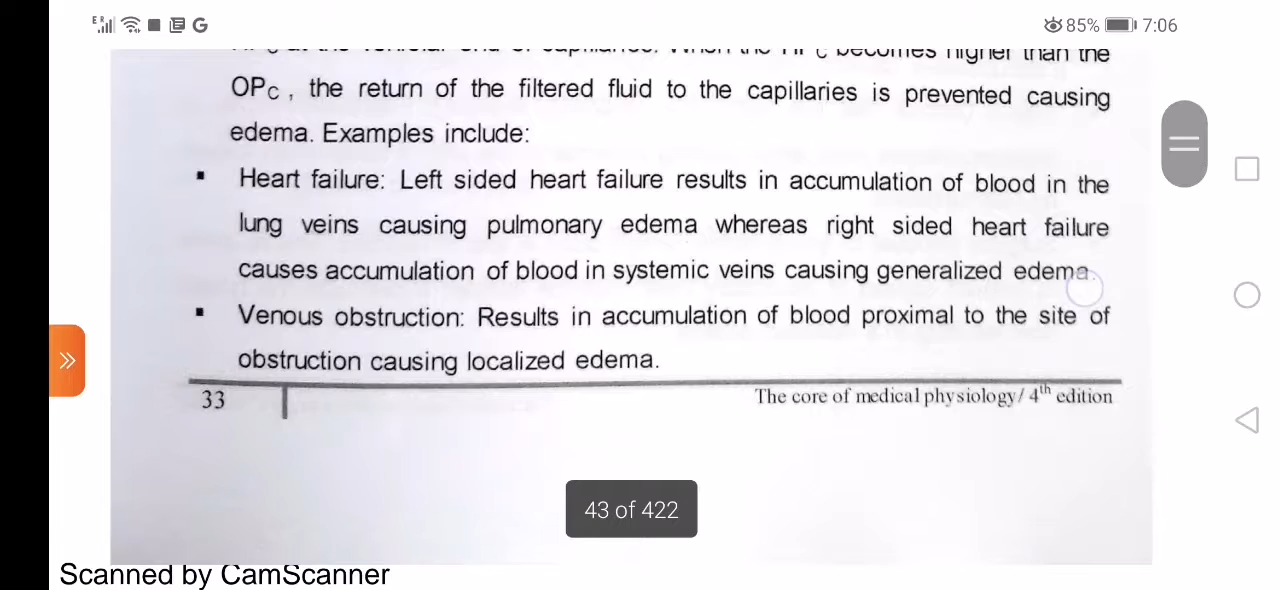 85% 7:06
becomes higher than the
OPC , the return of the filtered fluid to the capillaries is prevented causing
edema. Examples include:
▪ Heart failure: Left sided heart failure results in accumulation of blood in the
lung veins causing pulmonary edema whereas right sided heart failure
causes accumulation of blood in systemic veins causing generalized edema.
▪ Venous obstruction: Results in accumulation of blood proximal to the site of
obstruction causing localized edema.
33 The core of medical physiology/ 4th edition
43 of 422
Scanned by CamScanner